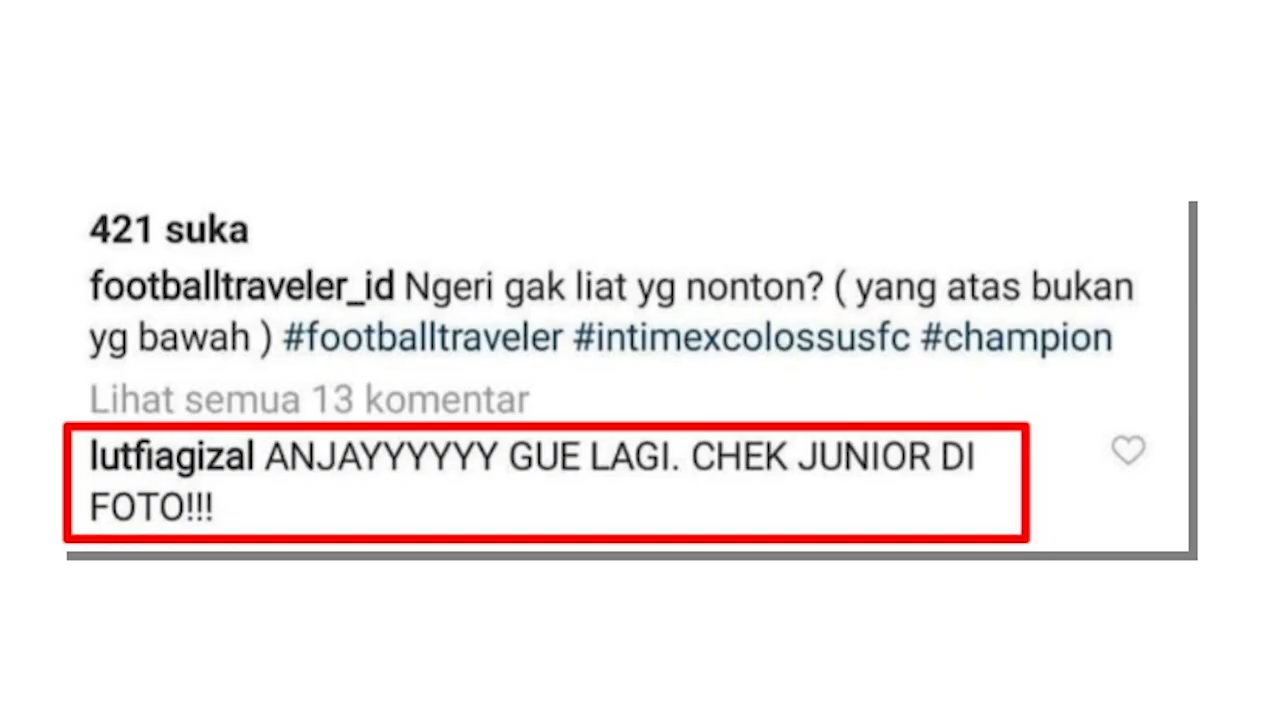 421 suka
footballtraveler_id Ngeri gak liat yg nonton? ( yang atas bukan
yg bawah ) #footballtraveler #intimexcolossusfc #champion
Lihat semua 13 komentar
lutfiagizal ANJAYYYYYY GUE LAGI. CHEK JUNIOR DI
FOTO!!!